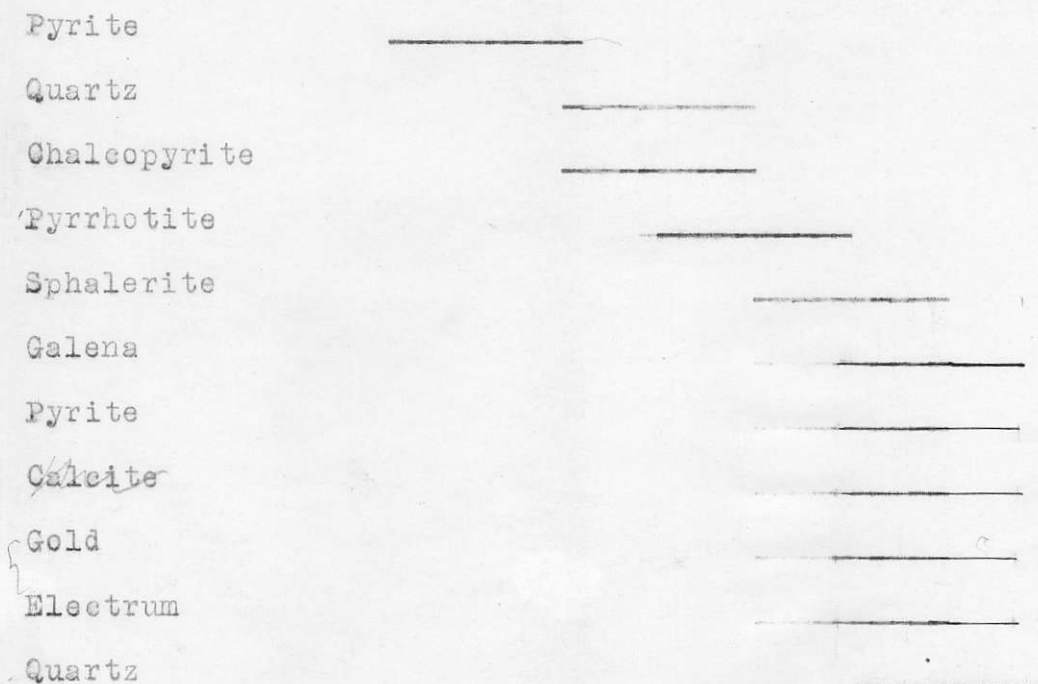 Pyrite
Quartz
Chalcopyrite
Pyrrhotite
Sphalerite
Galena
Pyrite
Calcite
Gold
Electrum
Quartz